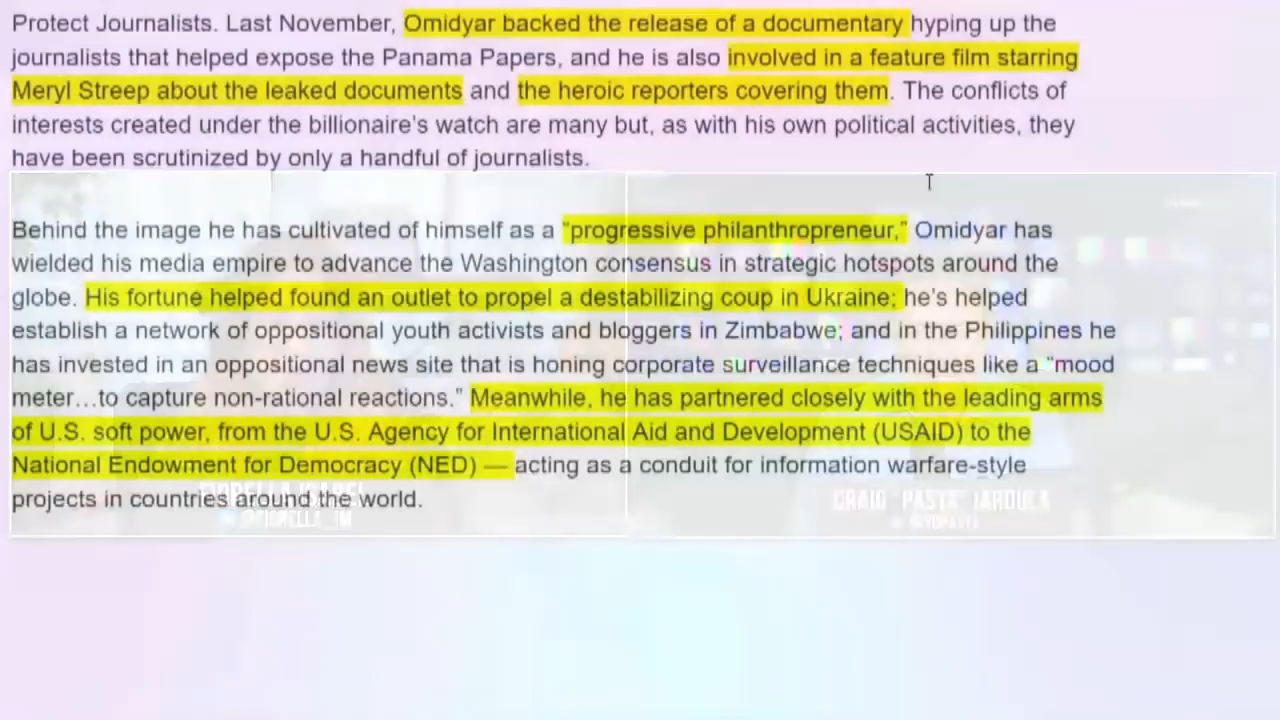 Protect Journalists. Last November, Omidyar backed the release of a documentary hyping up the
journalists that helped expose the Panama Papers, and he is also involved in a feature film starring
Meryl Streep about the leaked documents and the heroic reporters covering them. The conflicts of
interests created under the billionaire's watch are many but, as with his own political activities, they
have been scrutinized by only a handful of journalists.
Behind the image he has cultivated of himself as a “progressive philanthropreneur,” Omidyar has
wielded his media empire to advance the Washington consensus in strategic hotspots around the
globe. His fortune helped found an outlet to propel a destabilizing coup in Ukraine; he’s helped
establish a network of oppositional youth activists and bloggers in Zimbabwe; and in the Philippines he
has invested in an oppositional news site that is honing corporate surveillance techniques like a “mood
meter…to capture non-rational reactions.” Meanwhile, he has partnered closely with the leading arms
of U.S. soft power, from the U.S. Agency for International Aid and Development (USAID) to the
National Endowment for Democracy (NED) — acting as a conduit for information warfare-style
projects in countries around the world.
CRAIG "PASTA" JARDULA